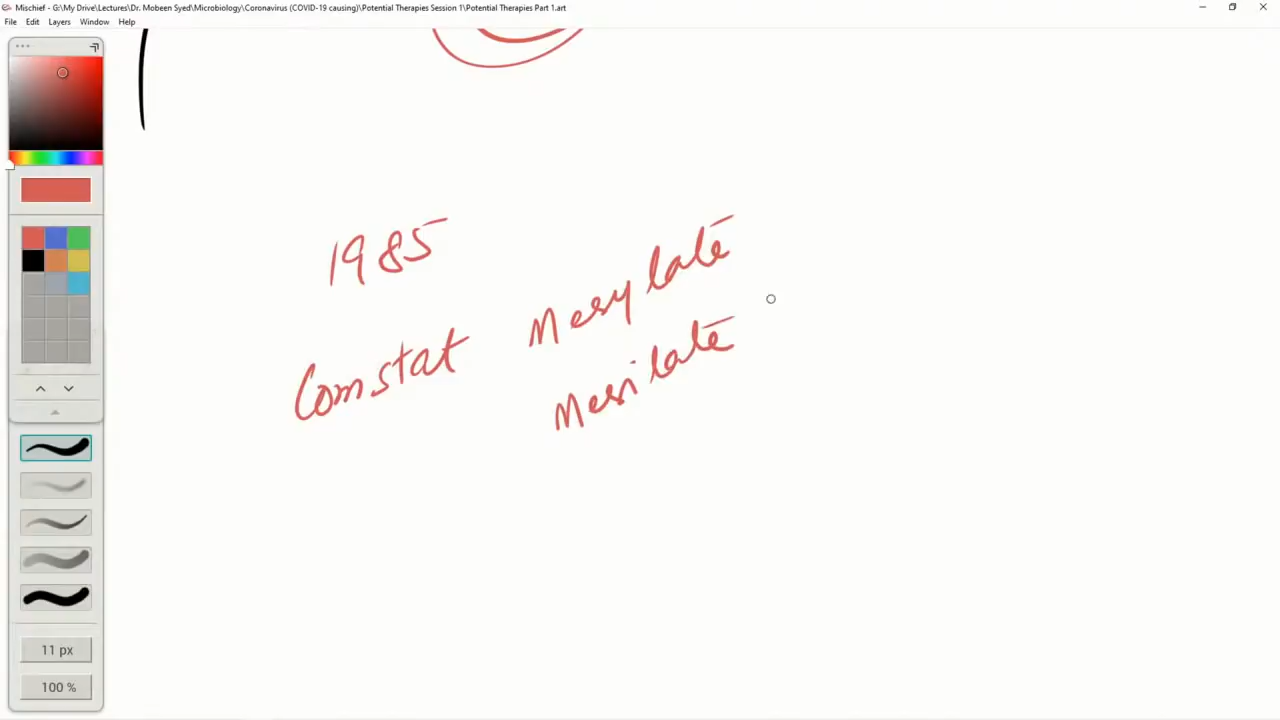 Mischief - G:\My Drive\Lectures\Dr. Mobeen Syed\Microbiology\Coronavirus (COVID-19 causing)\Potential Therapies Session 1\Potential Therapies Part 1.art
File Edit Layers Window Help
1985
Comstat Mesylate
Mesilate
11 px
100 %